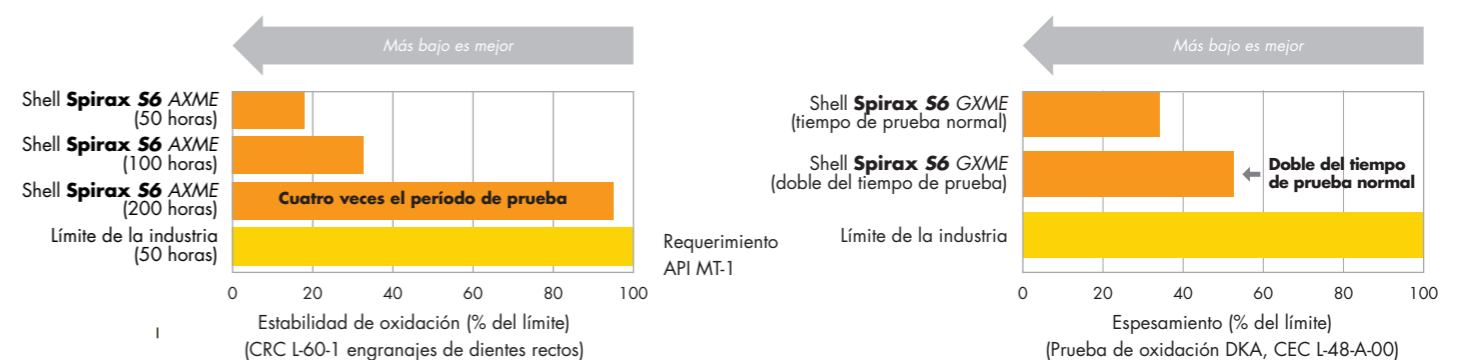 Más bajo es mejor
Shell Spirax S6 AXME
(50 horas)
Shell Spirax S6 AXME
(100 horas)
Shell Spirax S6 AXME
(200 horas)
Cuatro veces el período de prueba
Límite de la industria
(50 horas)
Requerimiento
API MT-1
0 20 40 60 80 100
Estabilidad de oxidación (% del límite)
(CRC L-60-1 engranajes de dientes rectos)
Más bajo es mejor
Shell Spirax S6 GXME
(tiempo de prueba normal)
Shell Spirax S6 GXME
(doble del tiempo de prueba)
Doble del tiempo
de prueba normal
Límite de la industria
0 20 40 60 80 100
Espesamiento (% del límite)
(Prueba de oxidación DKA, CEC L-48-A-00)